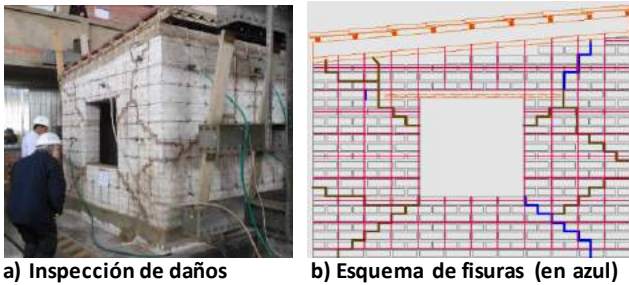 a) Inspección de daños
b) Esquema de fisuras (en azul)